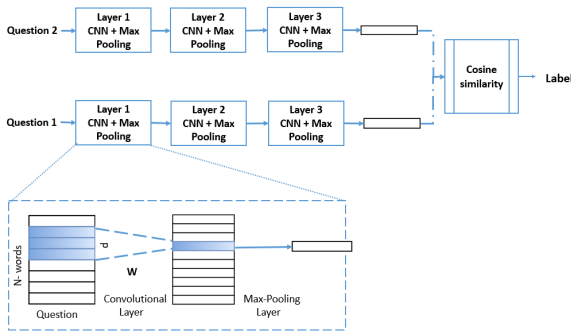 Question 2
Layer 1
CNN + Max
Pooling
Layer 2
CNN + Max
Pooling
Layer 3
CNN + Max
Pooling
Cosine
similarity
Label
Question 1
Layer 1
CNN + Max
Pooling
Layer 2
CNN + Max
Pooling
Layer 3
CNN + Max
Pooling
N- words
d
W
Question
Convolutional
Layer
Max-Pooling
Layer